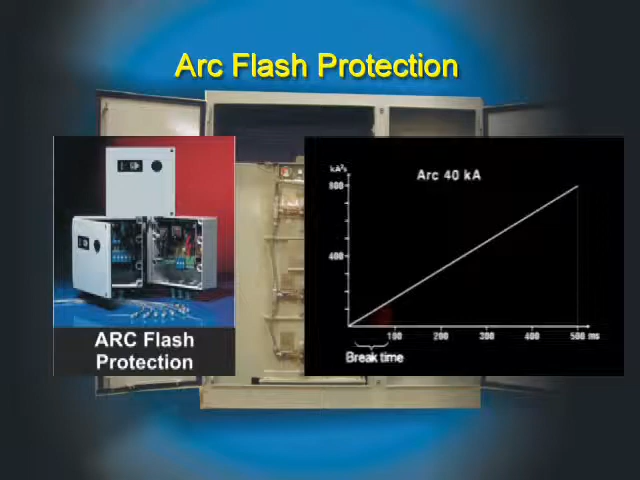 Arc Flash Protection
ARC Flash
Protection
kA²s
Arc 40 kA
800
400
100 200 300 400 500 ms
Break time